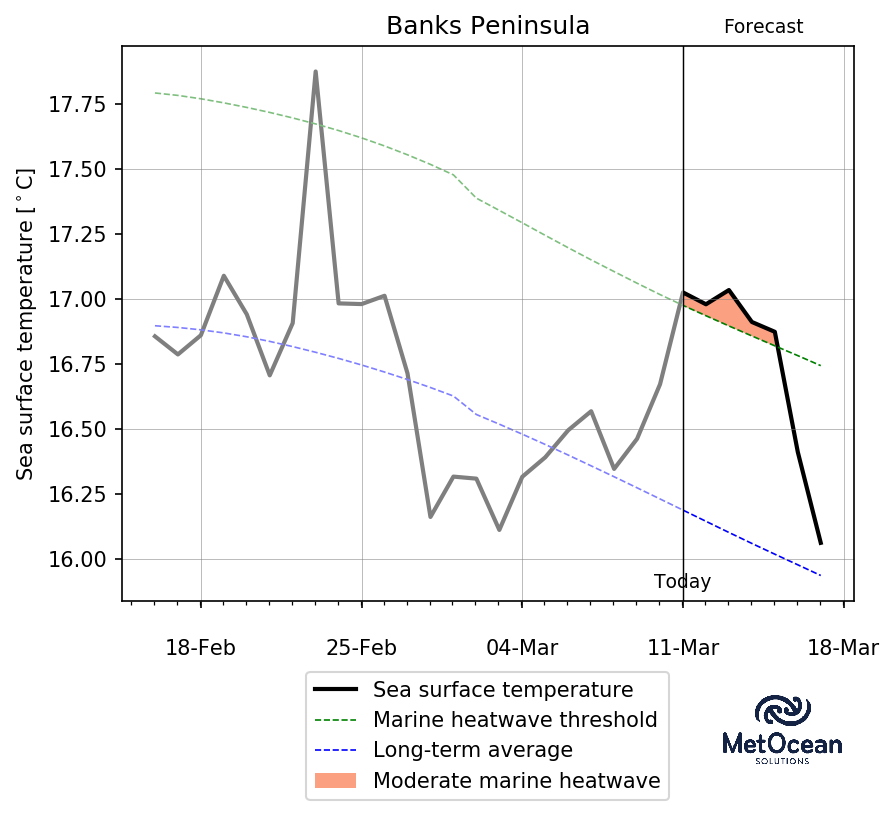 Banks Peninsula
Forecast
Sea surface temperature [°C]
17.75
17.50
17.25
17.00
16.75
16.50
16.25
16.00
Today
18-Feb
25-Feb
04-Mar
11-Mar
18-Mar
Sea surface temperature
Marine heatwave threshold
Long-term average
Moderate marine heatwave
MetOcean
SOLUTIONS